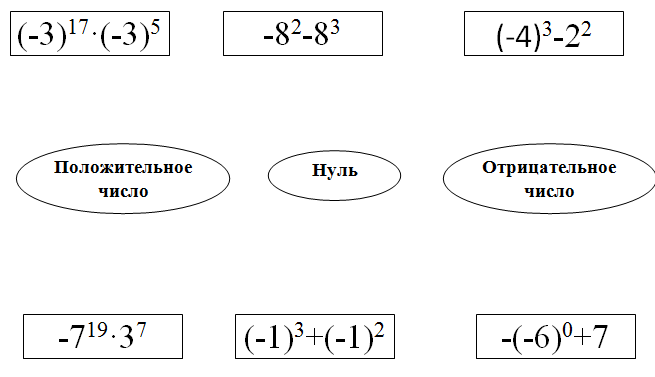 (-3)¹⁷·(-3)⁵
-8²-8³
(-4)³-2²
Положительное
число
Нуль
Отрицательное
число
-7¹⁹·3⁷
(-1)³+(-1)²
-(-6)⁰+7